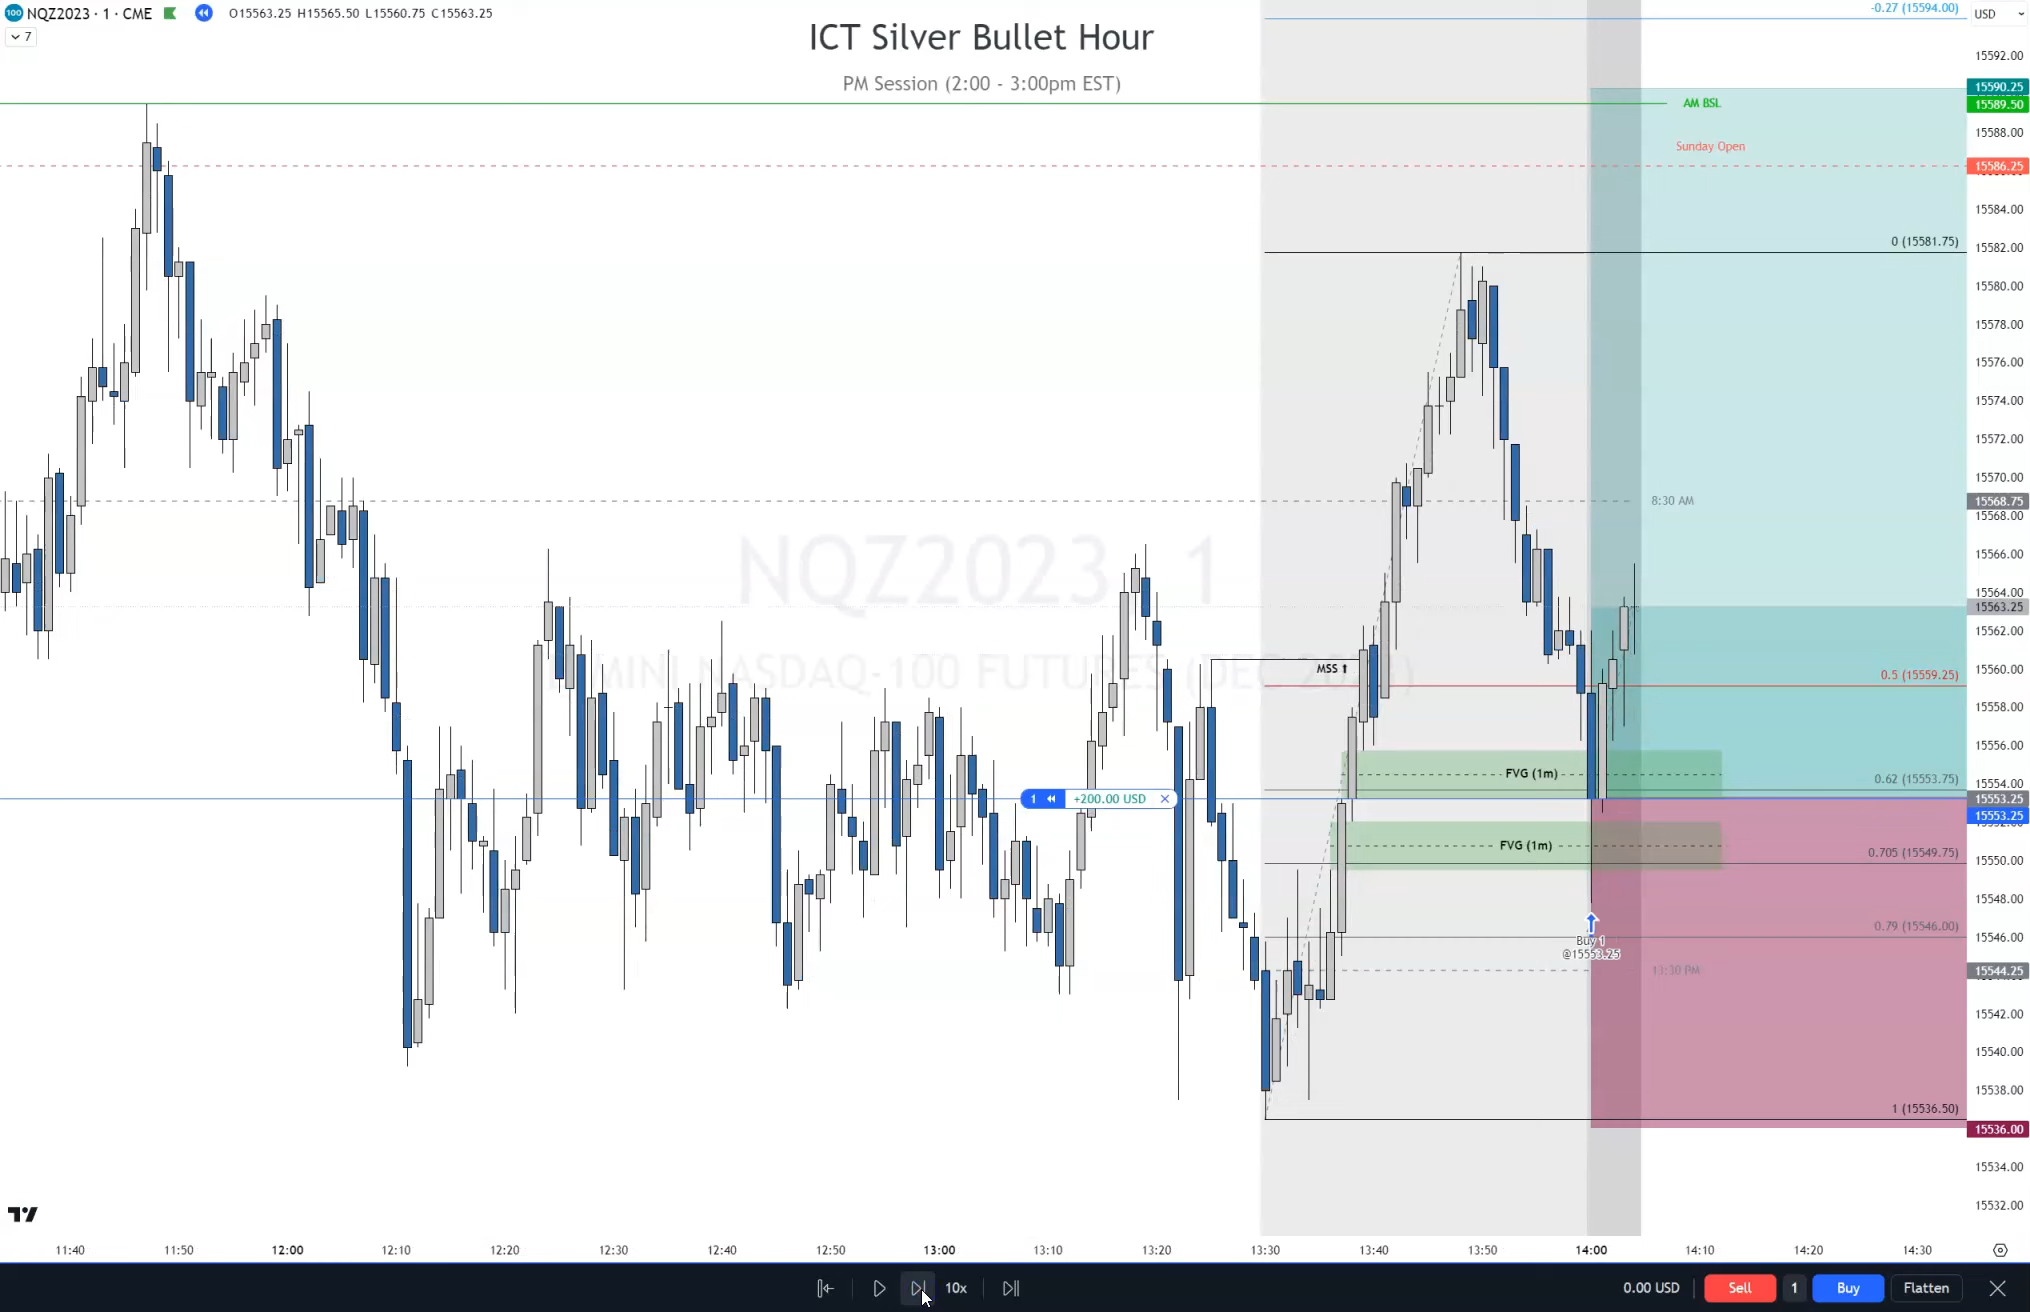 100 NQZ2023 · 1 · CME O15563.25 H15565.50 L15560.75 C15563.25
7
ICT Silver Bullet Hour
PM Session (2:00 - 3:00pm EST)
-0.27 (15594.00)
USD
15592.00
15590.25
AM BSL
15589.50
15588.00
Sunday Open
15586.25
15584.00
0 (15581.75)
15582.00
15580.00
15578.00
15576.00
15574.00
15572.00
15570.00
8:30 AM
15568.75
15568.00
NQZ2023 1
15566.00
15564.00
15563.25
15562.00
MINI NASDAQ-100 FUTURES (DEC 2023)
MSS ⬆
15560.00
0.5 (15559.25)
15558.00
15556.00
FVG (1m)
0.62 (15553.75)
15554.00
1 +200.00 USD
15553.25
15553.25
FVG (1m)
0.705 (15549.75)
15550.00
15548.00
0.79 (15546.00)
15546.00
Buy 1
@15553.25
13:30 PM
15544.25
15542.00
15540.00
15538.00
1 (15536.50)
15536.00
15534.00
15532.00
11:40 11:50 12:00 12:10 12:20 12:30 12:40 12:50 13:00 13:10 13:20 13:30 13:40 13:50 14:00 14:10 14:20 14:30
10x
0.00 USD Sell 1 Buy Flatten